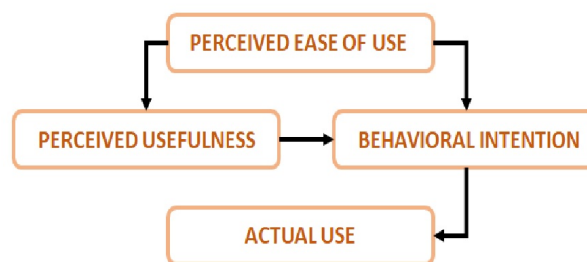 PERCEIVED EASE OF USE
PERCEIVED USEFULNESS
BEHAVIORAL INTENTION
ACTUAL USE